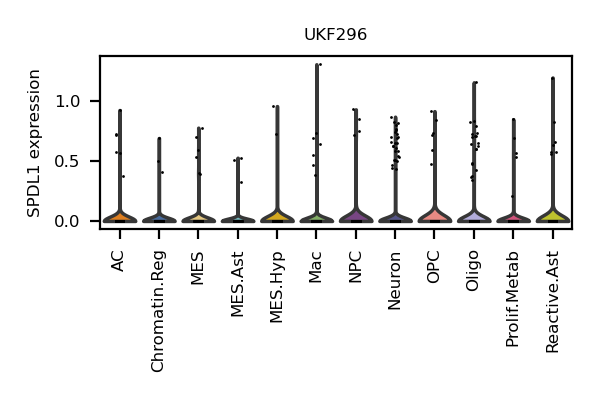 UKF296
SPDL1 expression
1.0
0.5
0.0
AC
Chromatin.Reg
MES
MES.Ast
MES.Hyp
Mac
NPC
Neuron
OPC
Oligo
Prolif.Metab
Reactive.Ast